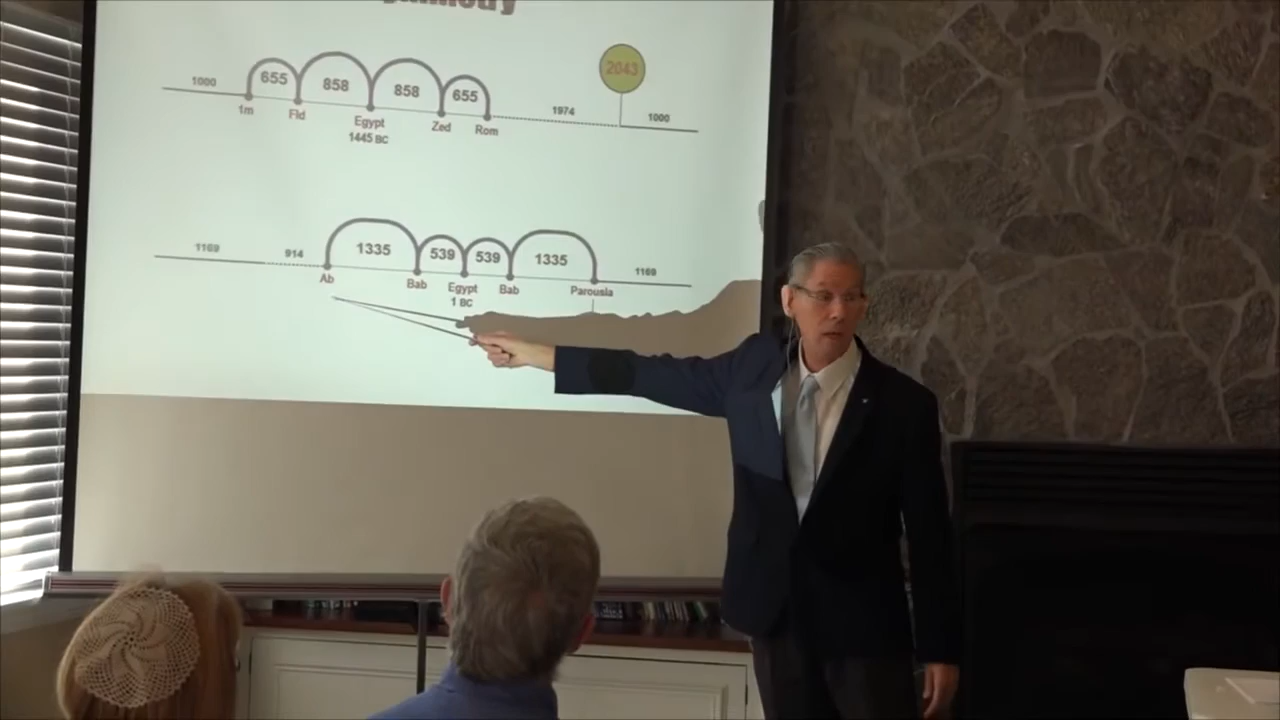 2043
655 858 858 655
1000 1974 1000
1m Fld Egypt Zed Rom
1445 BC
1335 539 539 1335
1169 914 1169
Ab Bab Egypt Bab Parousia
1 BC